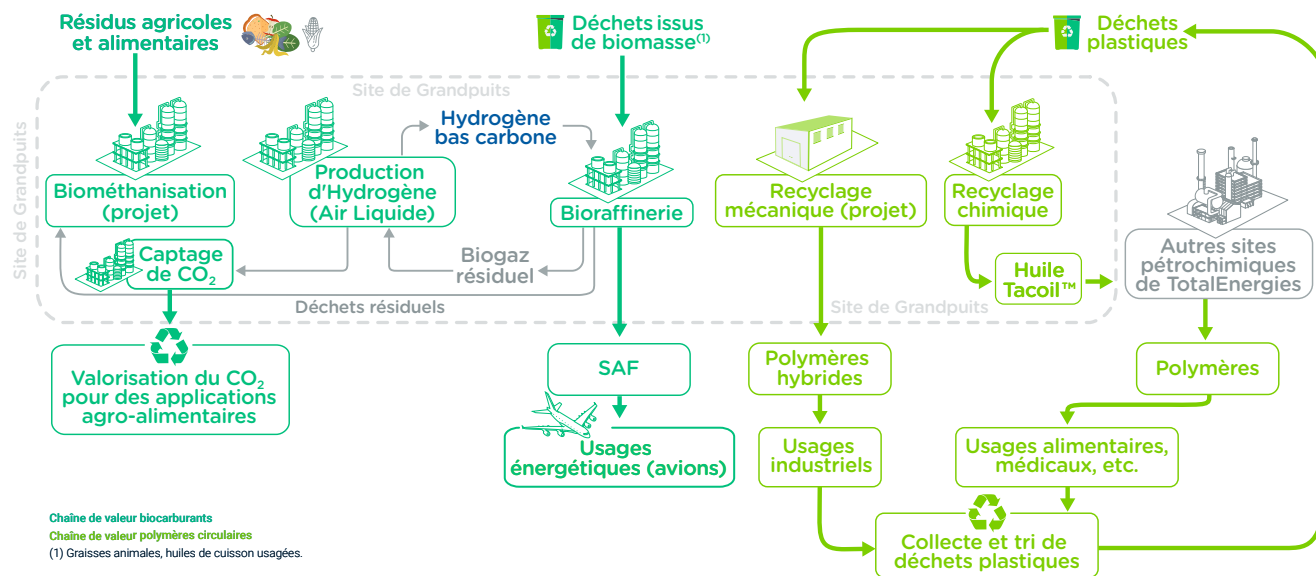 Résidus agricoles
et alimentaires
Déchets issus
de biomasse(1)
Déchets
plastiques
Site de Grandpuits
Site de Grandpuits
Hydrogène
bas carbone
Biométhanisation
(projet)
Production
d'Hydrogène
(Air Liquide)
Bioraffinerie
Recyclage
mécanique (projet)
Recyclage
chimique
Captage
de CO₂
Biogaz
résiduel
Déchets résiduels
Huile
Tacoil™
Autres sites
pétrochimiques
de TotalEnergies
Site de Grandpuits
Valorisation du CO₂
pour des applications
agro-alimentaires
SAF
Polymères
hybrides
Polymères
Usages
énergétiques (avions)
Usages
industriels
Usages alimentaires,
médicaux, etc.
Collecte et tri de
déchets plastiques
Chaîne de valeur biocarburants
Chaîne de valeur polymères circulaires
(1) Graisses animales, huiles de cuisson usagées.